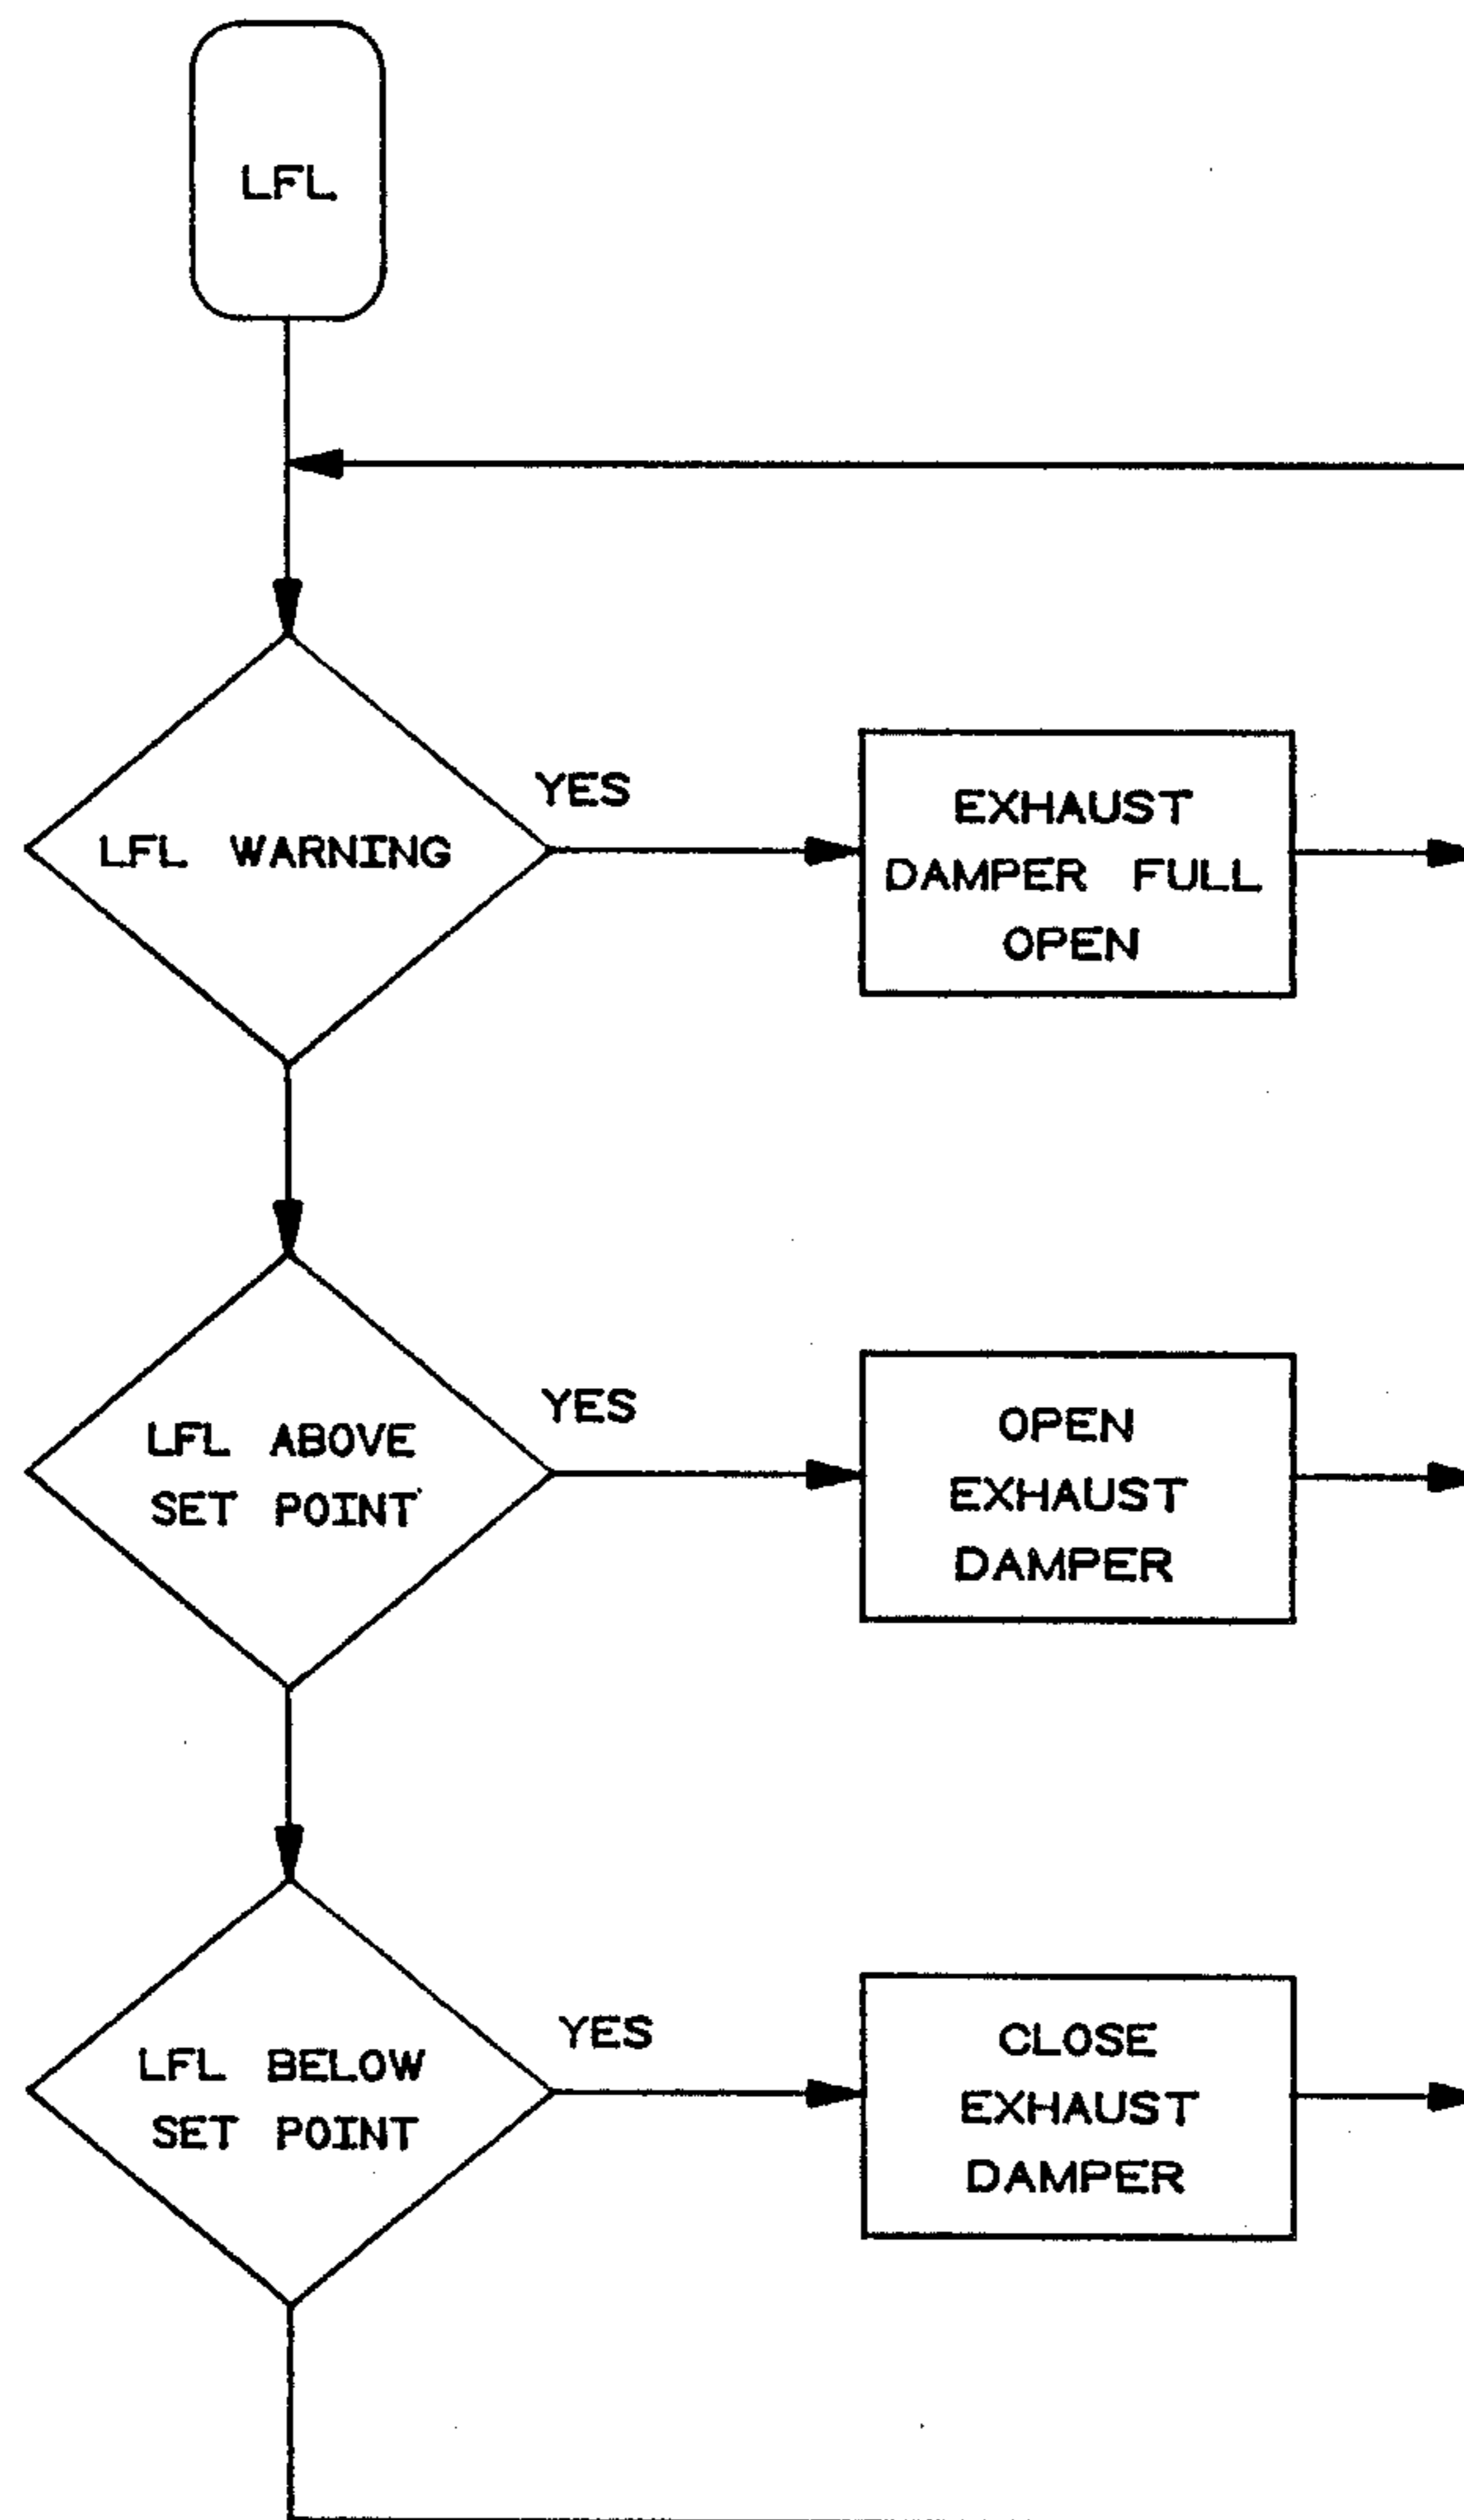 LFL
YES
LFL WARNING
EXHAUST
DAMPER FULL
OPEN
YES
LFL ABOVE
SET POINT
OPEN
EXHAUST
DAMPER
YES
LFL BELOW
SET POINT
CLOSE
EXHAUST
DAMPER